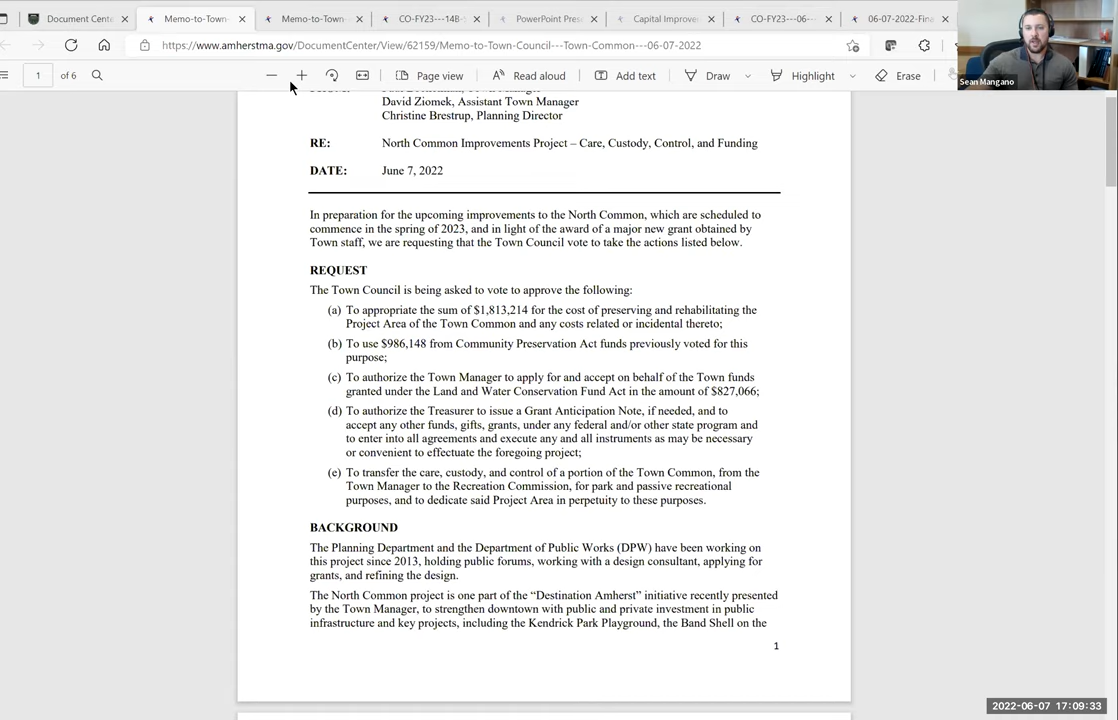 Document Cent
Memo-to-Town-
Memo-to-Town-
CO-FY23---14B-
PowerPoint Pres
Capital Improve
CO-FY23---06-
06-07-2022-Fina
https://www.amherstma.gov/DocumentCenter/View/62159/Memo-to-Town-Council---Town-Common---06-07-2022
1 of 6
Page view
Read aloud
Add text
Draw
Highlight
Erase
Sean Mangano
David Ziomek, Assistant Town Manager
Christine Brestrup, Planning Director
RE: North Common Improvements Project – Care, Custody, Control, and Funding
DATE: June 7, 2022
In preparation for the upcoming improvements to the North Common, which are scheduled to
commence in the spring of 2023, and in light of the award of a major new grant obtained by
Town staff, we are requesting that the Town Council vote to take the actions listed below.
REQUEST
The Town Council is being asked to vote to approve the following:
(a) To appropriate the sum of $1,813,214 for the cost of preserving and rehabilitating the
Project Area of the Town Common and any costs related or incidental thereto;
(b) To use $986,148 from Community Preservation Act funds previously voted for this
purpose;
(c) To authorize the Town Manager to apply for and accept on behalf of the Town funds
granted under the Land and Water Conservation Fund Act in the amount of $827,066;
(d) To authorize the Treasurer to issue a Grant Anticipation Note, if needed, and to
accept any other funds, gifts, grants, under any federal and/or other state program and
to enter into all agreements and execute any and all instruments as may be necessary
or convenient to effectuate the foregoing project;
(e) To transfer the care, custody, and control of a portion of the Town Common, from the
Town Manager to the Recreation Commission, for park and passive recreational
purposes, and to dedicate said Project Area in perpetuity to these purposes.
BACKGROUND
The Planning Department and the Department of Public Works (DPW) have been working on
this project since 2013, holding public forums, working with a design consultant, applying for
grants, and refining the design.
The North Common project is one part of the “Destination Amherst” initiative recently presented
by the Town Manager, to strengthen downtown with public and private investment in public
infrastructure and key projects, including the Kendrick Park Playground, the Band Shell on the
1
2022-06-07 17:09:33